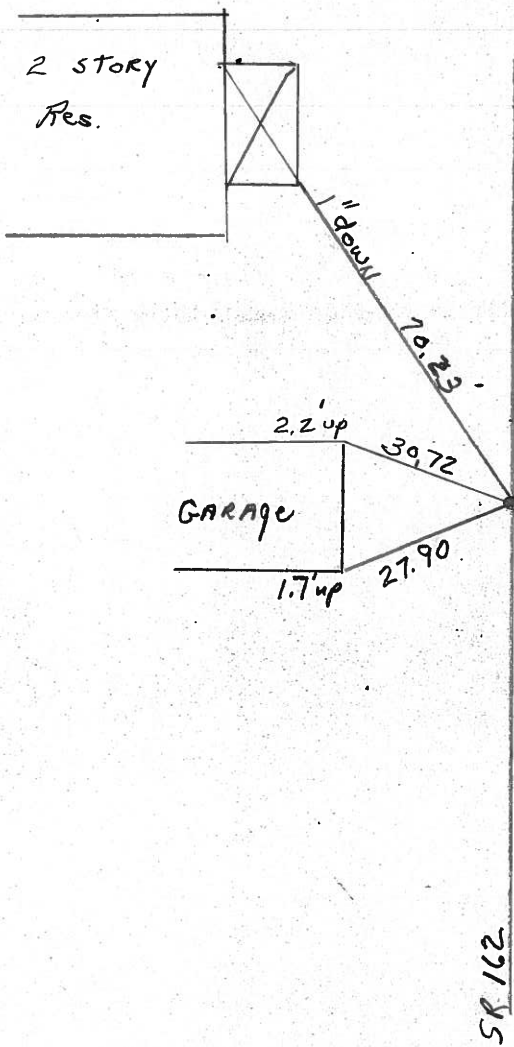 2 STORY
Res.
1" down
70.33'
2.2' up
30.72
GARAGE
27.90
1.7' up
SR 162